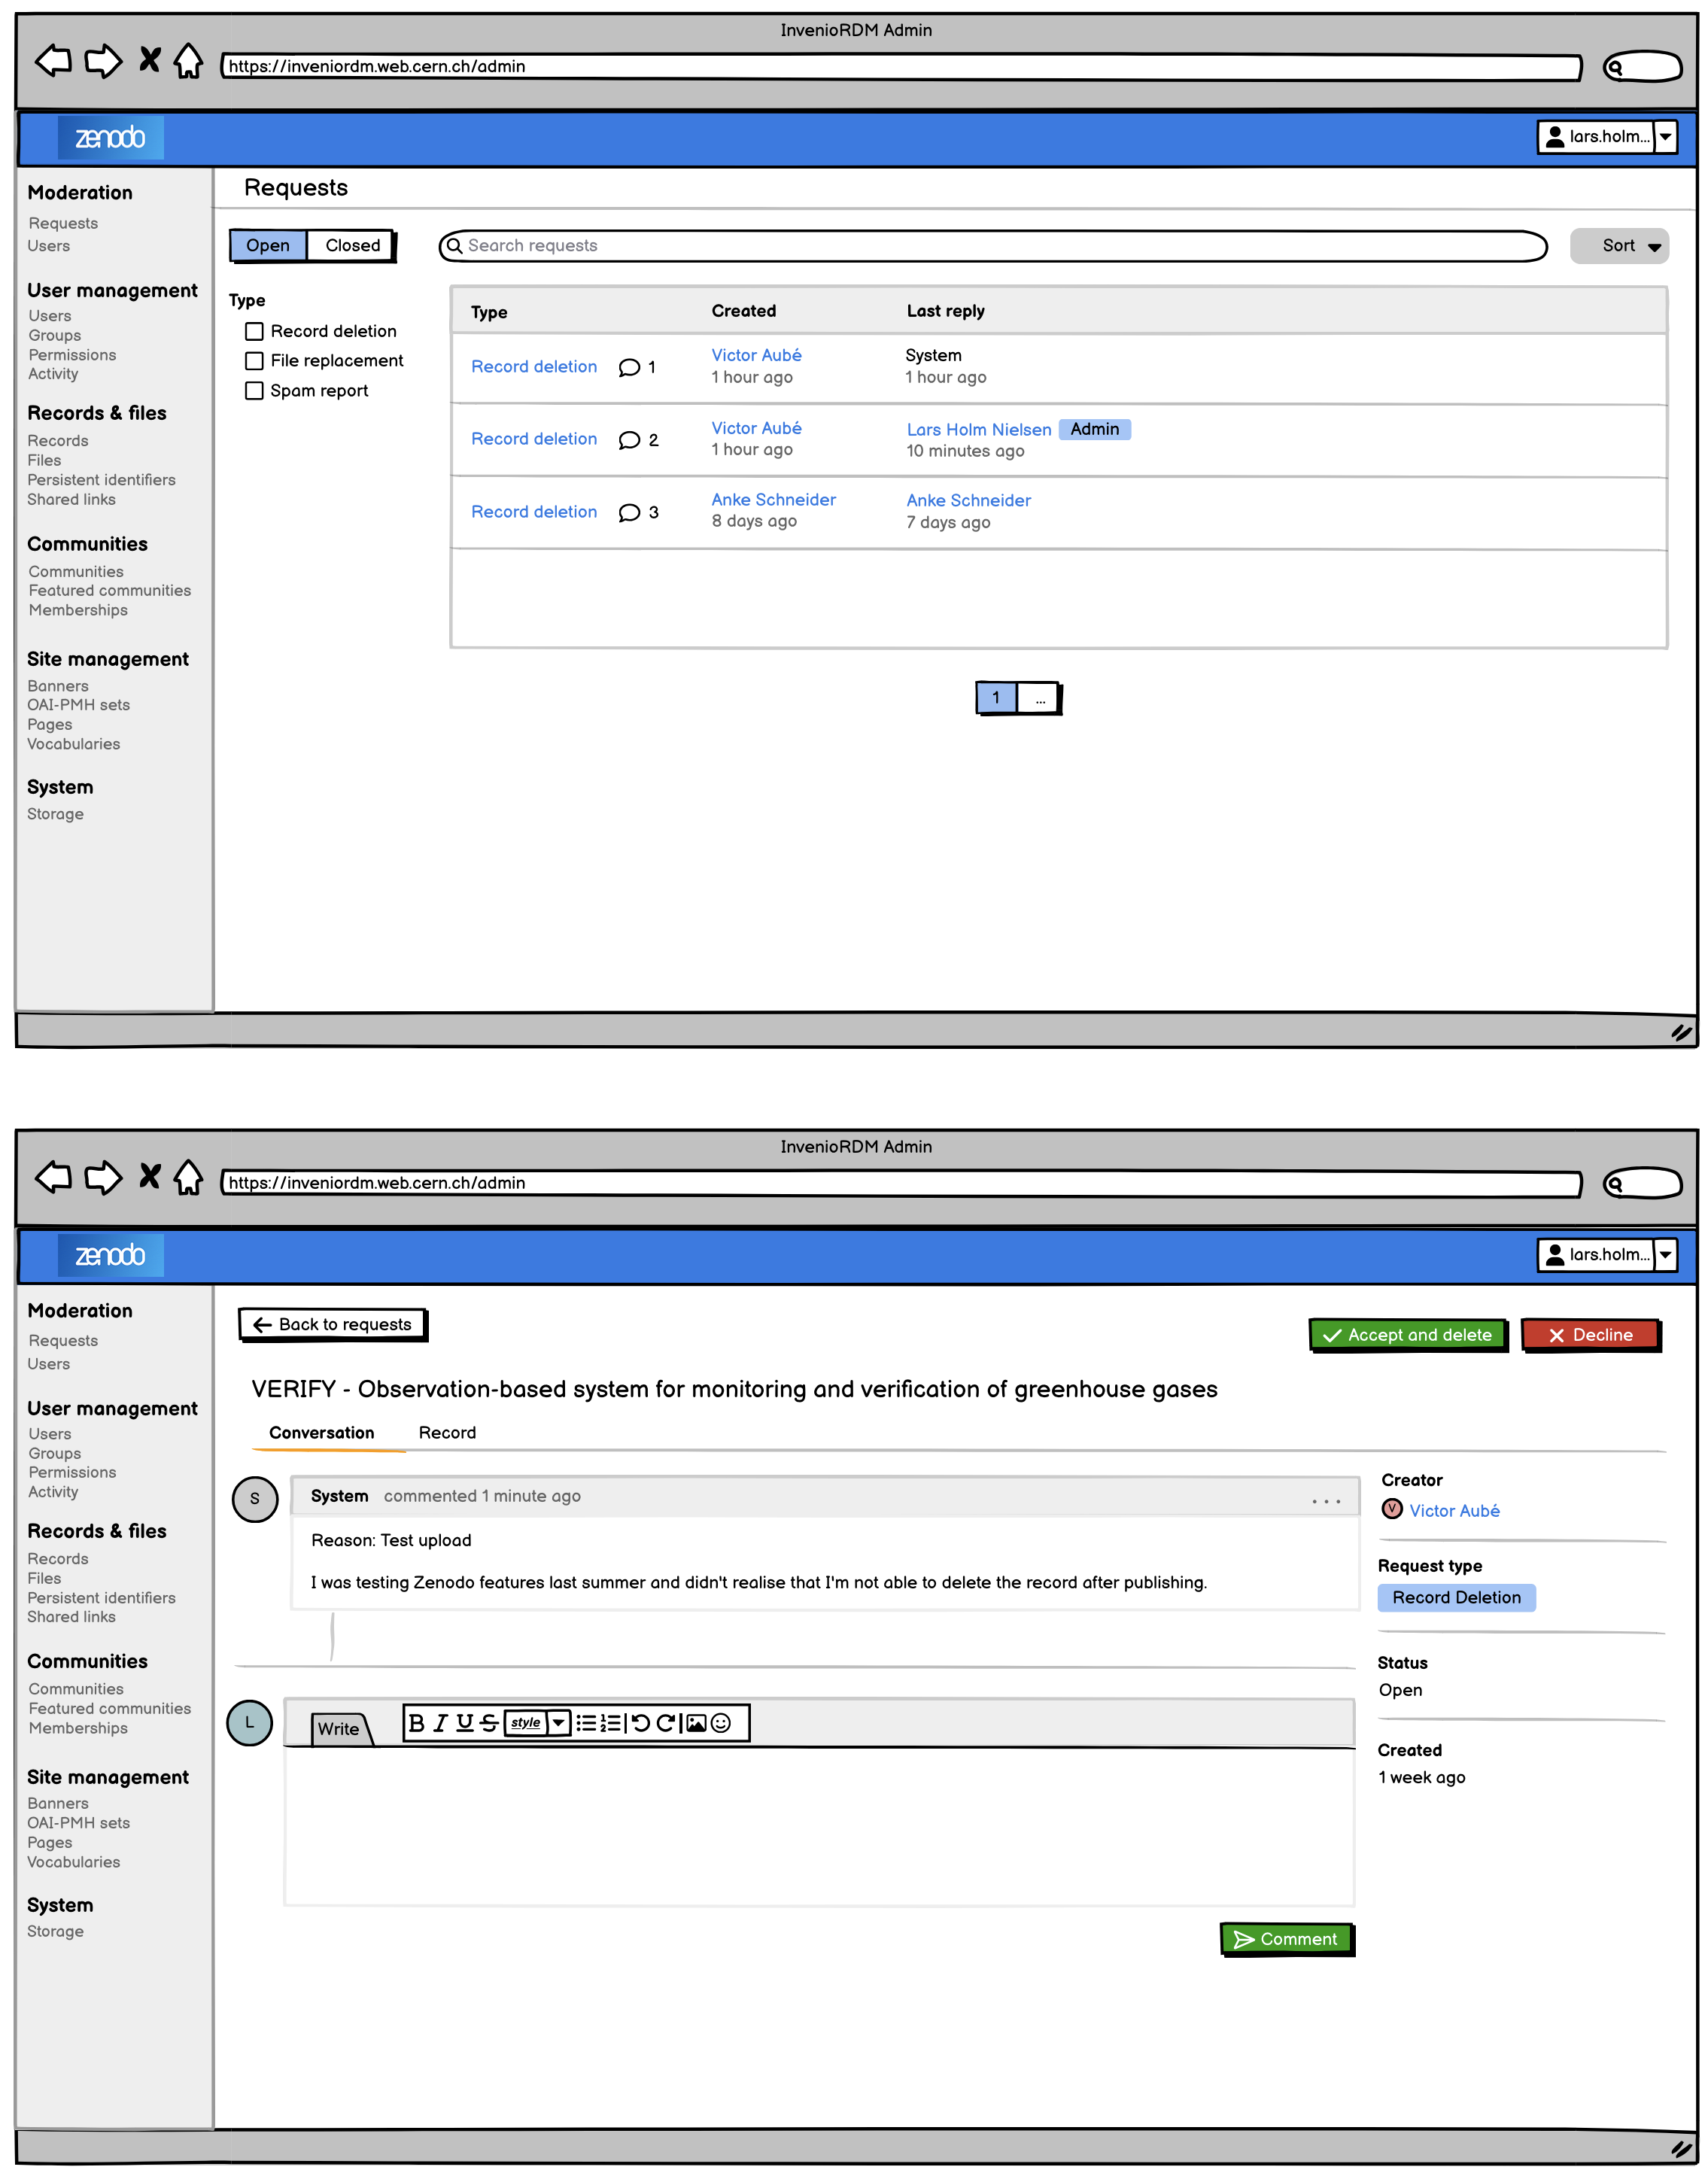 InvenioRDM Admin
https://inveniordm.web.cern.ch/admin
zenodo
lars.holm...
Moderation
Requests
Users
User management
Users
Groups
Permissions
Activity
Records & files
Records
Files
Persistent identifiers
Shared links
Communities
Communities
Featured communities
Memberships
Site management
Banners
OAI-PMH sets
Pages
Vocabularies
System
Storage
Requests
Open Closed
Search requests
Sort
Type
Record deletion
File replacement
Spam report
Type Created Last reply
Record deletion 1 Victor Aubé System
1 hour ago 1 hour ago
Record deletion 2 Victor Aubé Lars Holm Nielsen Admin
1 hour ago 10 minutes ago
Record deletion 3 Anke Schneider Anke Schneider
8 days ago 7 days ago
1 ...
InvenioRDM Admin
https://inveniordm.web.cern.ch/admin
zenodo
lars.holm...
Moderation
Requests
Users
User management
Users
Groups
Permissions
Activity
Records & files
Records
Files
Persistent identifiers
Shared links
Communities
Communities
Featured communities
Memberships
Site management
Banners
OAI-PMH sets
Pages
Vocabularies
System
Storage
Back to requests
Accept and delete Decline
VERIFY - Observation-based system for monitoring and verification of greenhouse gases
Conversation Record
S
System commented 1 minute ago ...
Reason: Test upload
I was testing Zenodo features last summer and didn't realise that I'm not able to delete the record after publishing.
L
Write B I U S style
Comment
Creator
V Victor Aubé
Request type
Record Deletion
Status
Open
Created
1 week ago